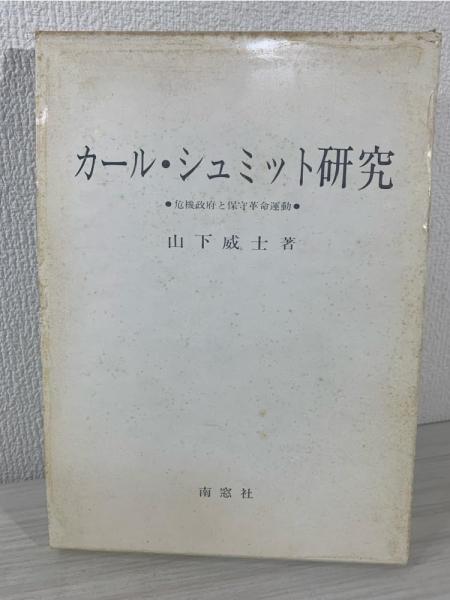 カール・シュミット研究
●危機政府と保守革命運動●
山下威士著
南窓社